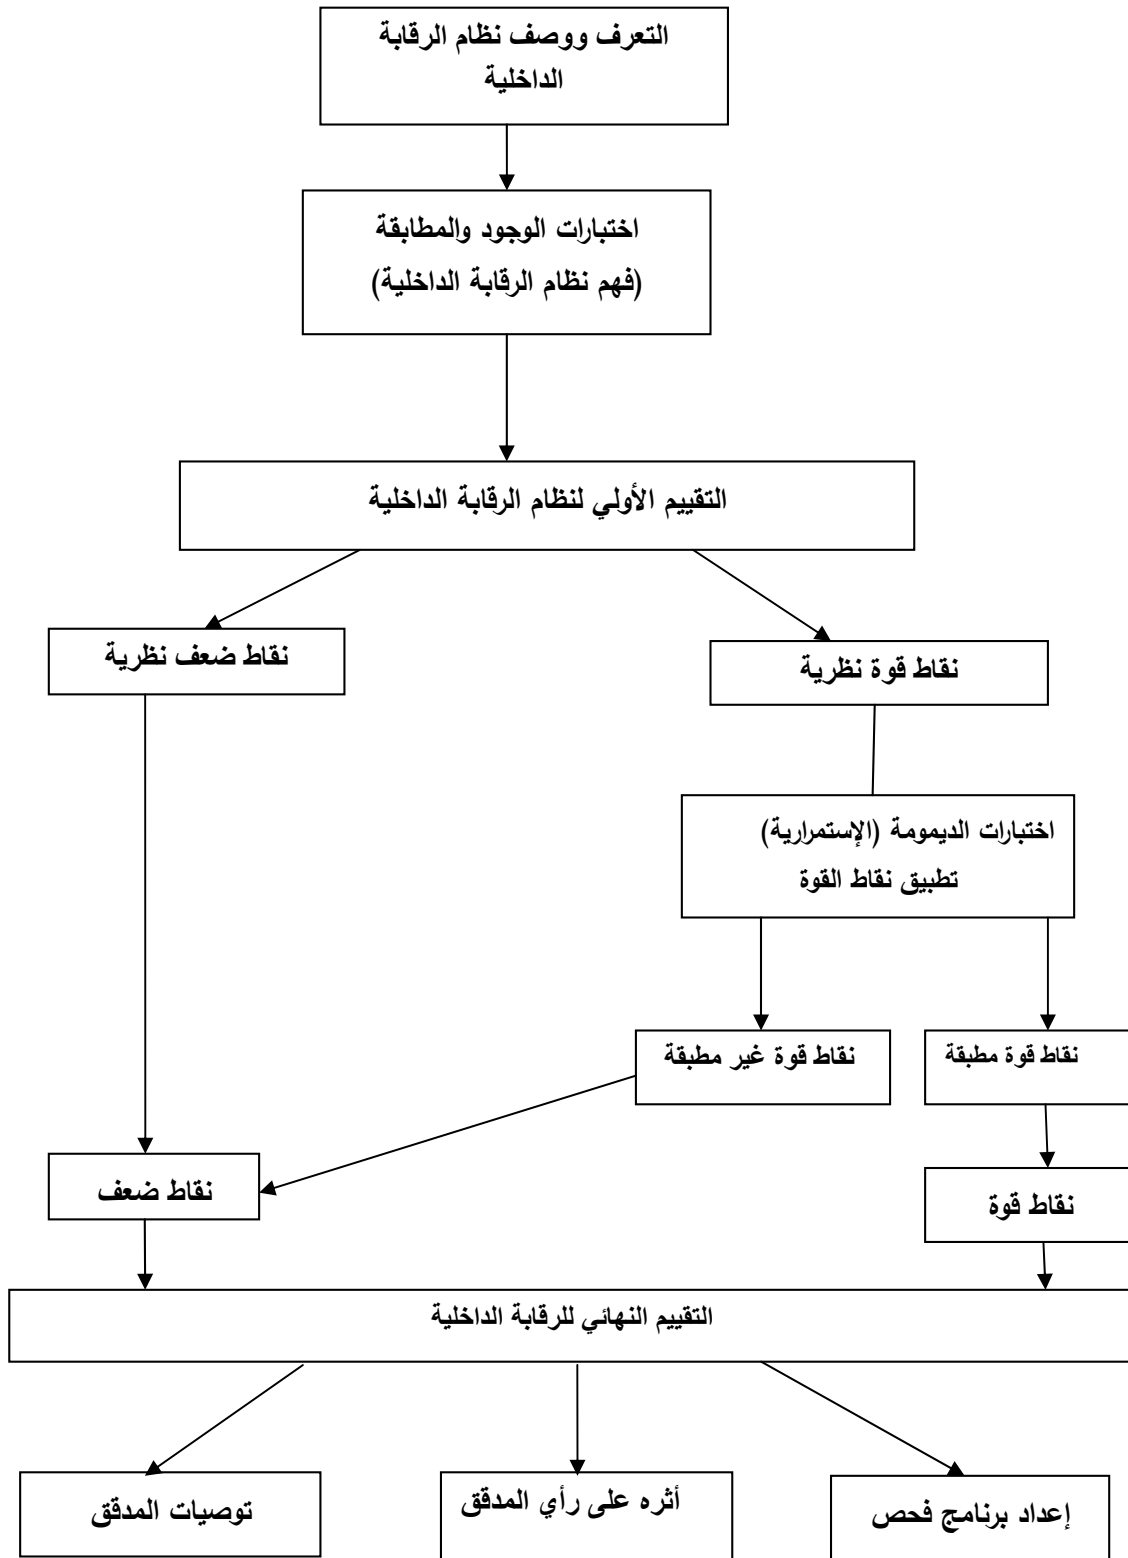 التعرف ووصف نظام الرقابة
الداخلية
اختبارات الوجود والمطابقة
(فهم نظام الرقابة الداخلية)
التقييم الأولي لنظام الرقابة الداخلية
نقاط قوة نظرية
نقاط ضعف نظرية
اختبارات الديمومة (الإستمرارية)
تطبيق نقاط القوة
نقاط قوة مطبقة
نقاط قوة غير مطبقة
نقاط قوة
نقاط ضعف
التقييم النهائي للرقابة الداخلية
إعداد برنامج فحص
أثره على رأي المدقق
توصيات المدقق